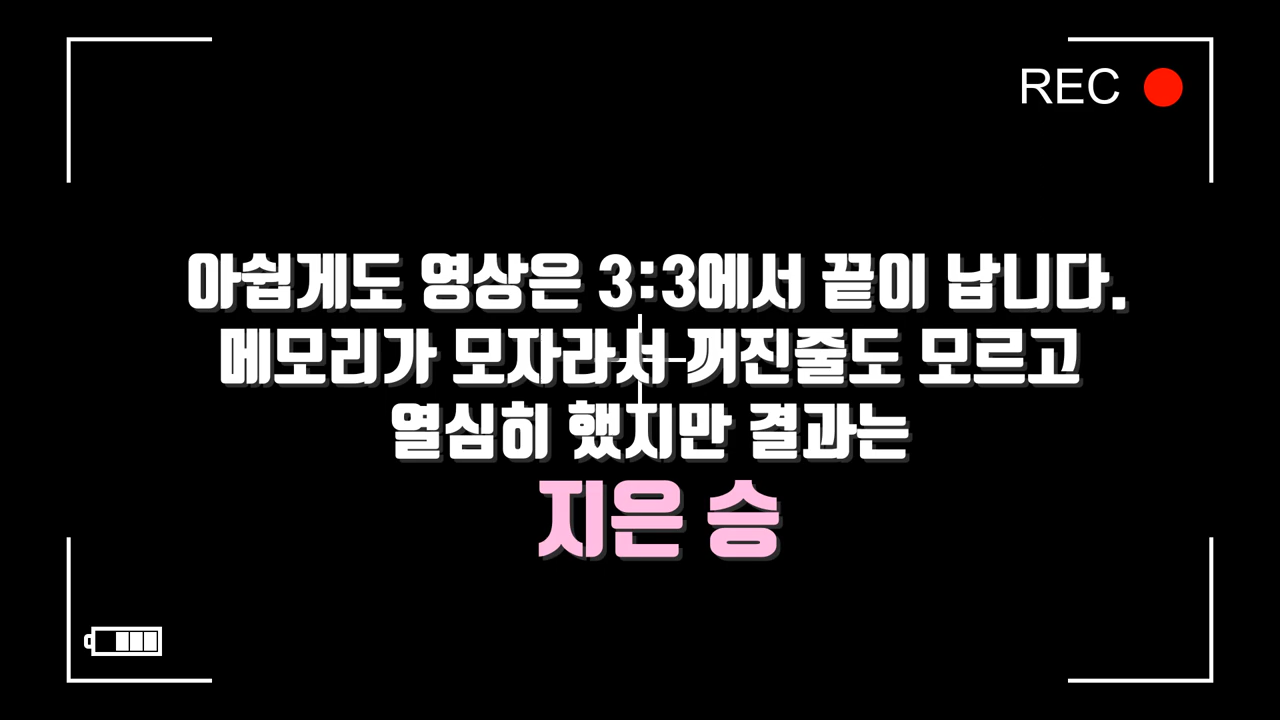 REC
아쉽게도 영상은 3:3에서 끝이 납니다.
메모리가 모자라서 꺼진줄도 모르고
열심히 했지만 결과는
지은 승